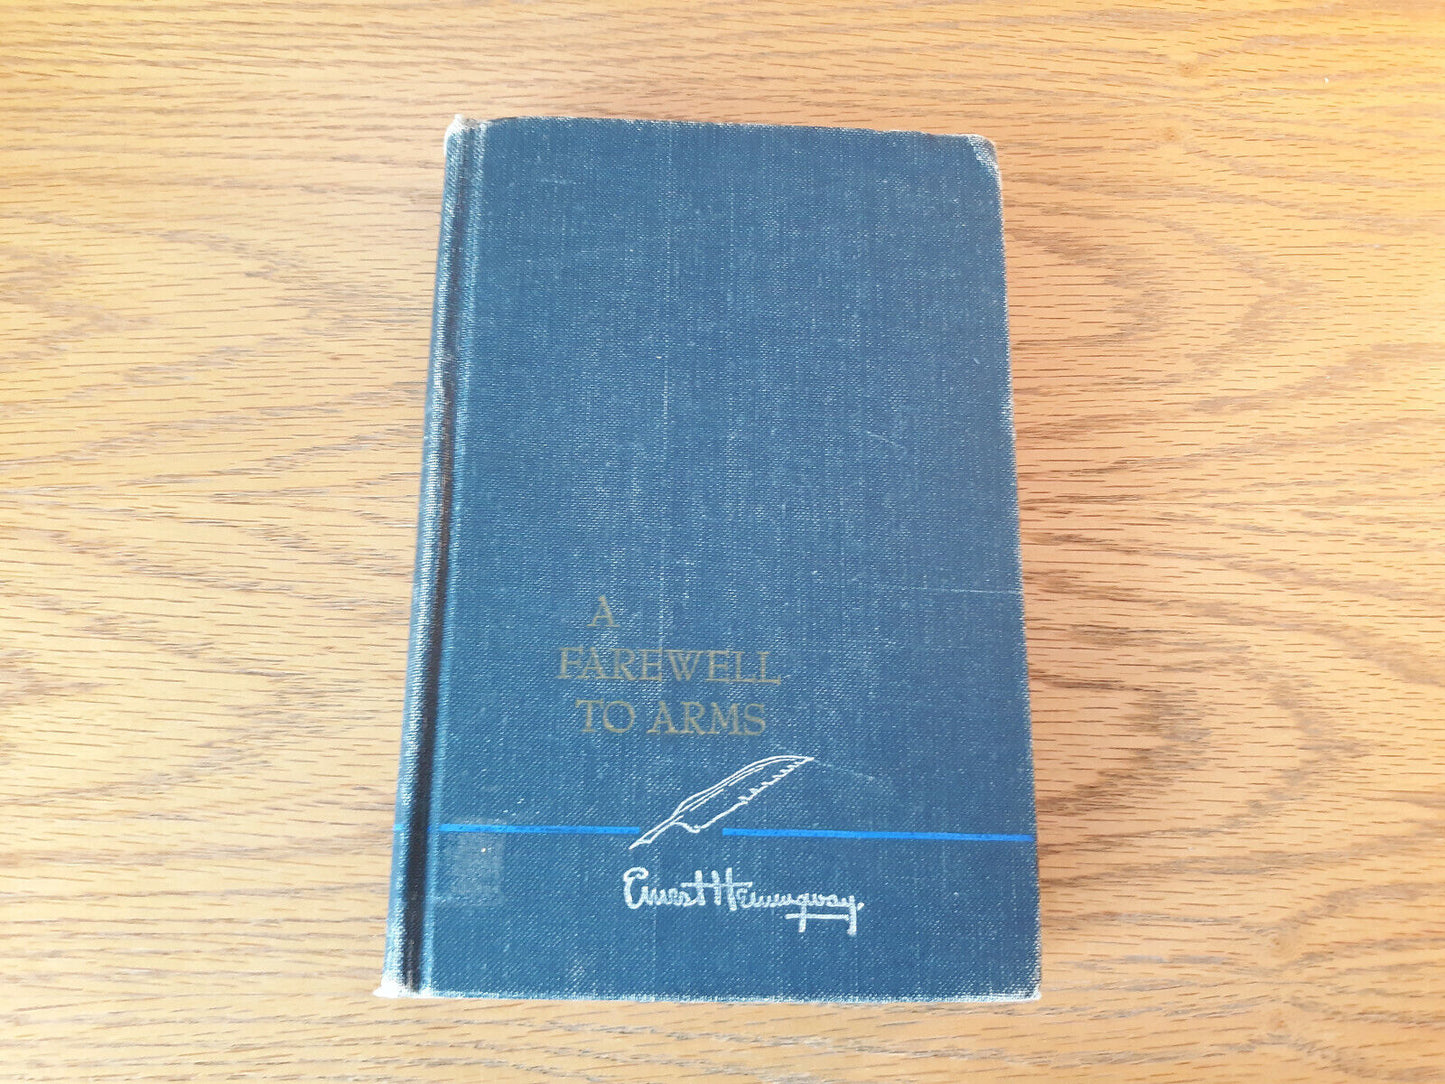 A
FAREWELL
TO ARMS
Ernest Hemingway.